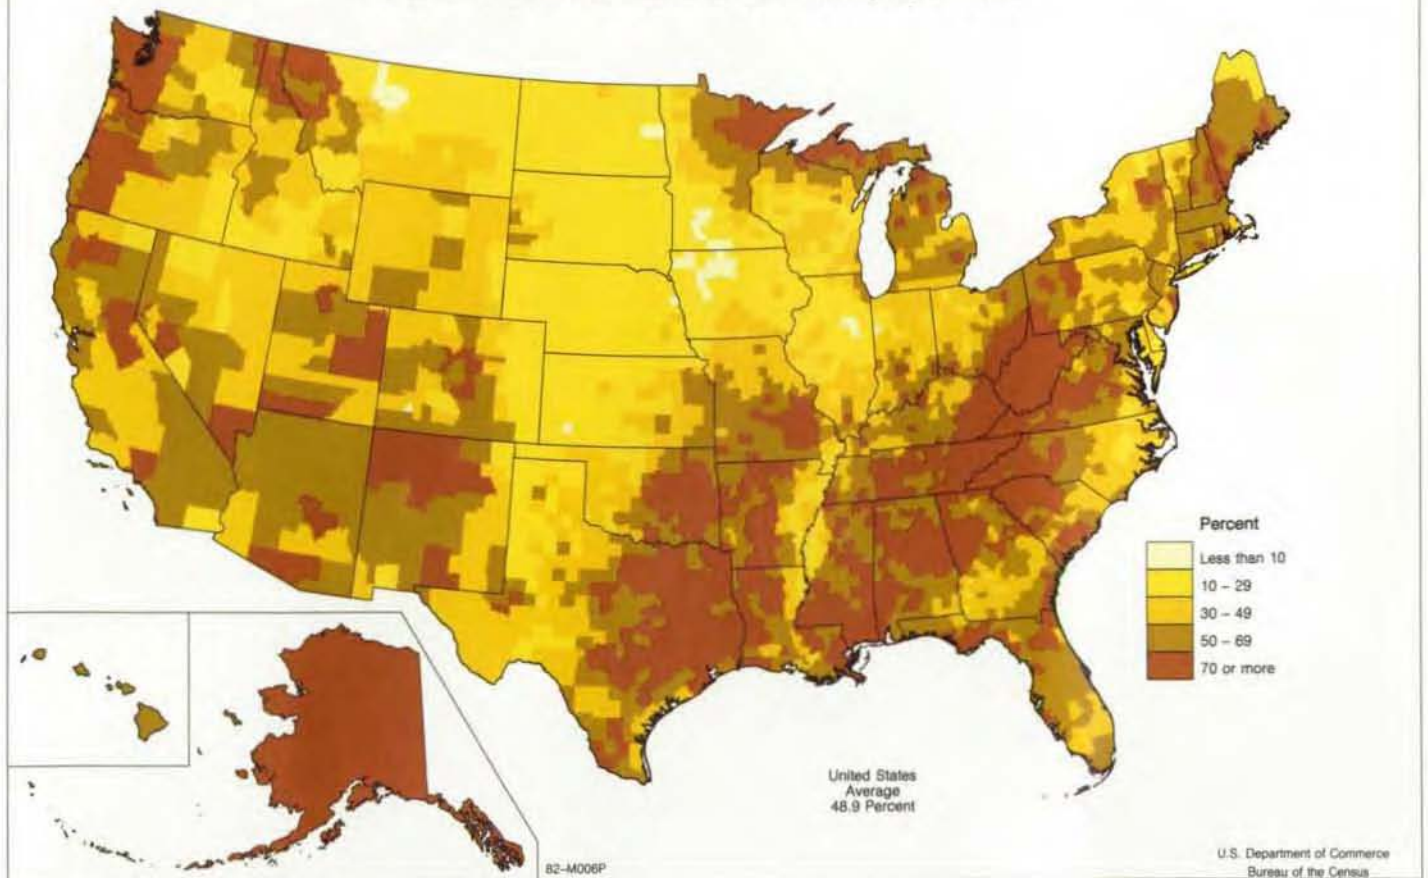 Percent
Less than 10
10 – 29
30 – 49
50 – 69
70 or more
United States
Average
48.9 Percent
82-M006P
U.S. Department of Commerce
Bureau of the Census